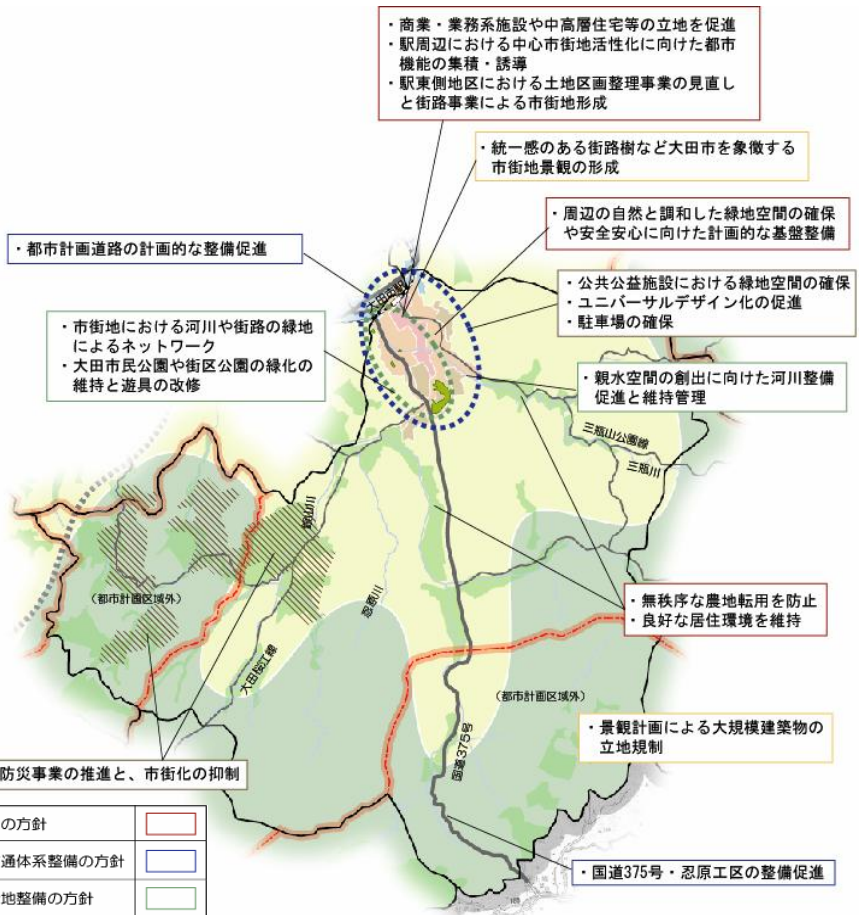 ・商業・業務系施設や中高層住宅等の立地を促進
・駅周辺における中心市街地活性化に向けた都市
機能の集積・誘導
・駅東側地区における土地区画整理事業の見直し
と街路事業による市街地形成
・統一感のある街路樹など大田市を象徴する
市街地景観の形成
・周辺の自然と調和した緑地空間の確保
や安全安心に向けた計画的な基盤整備
・都市計画道路の計画的な整備促進
・公共公益施設における緑地空間の確保
・ユニバーサルデザイン化の促進
・駐車場の確保
大田市駅
・市街地における河川や街路の緑地
によるネットワーク
・大田市民公園や街区公園の緑化の
維持と遊具の改修
・親水空間の創出に向けた河川整備
促進と維持管理
三瓶山公園線
三瓶川
忍原川
（都市計画区域外）
・無秩序な農地転用を防止
・良好な居住環境を維持
大田桜江線
（都市計画区域外）
国道375号
・景観計画による大規模建築物の
立地規制
防災事業の推進と、市街化の抑制
の方針
通体系整備の方針
地整備の方針
・国道375号・忍原工区の整備促進